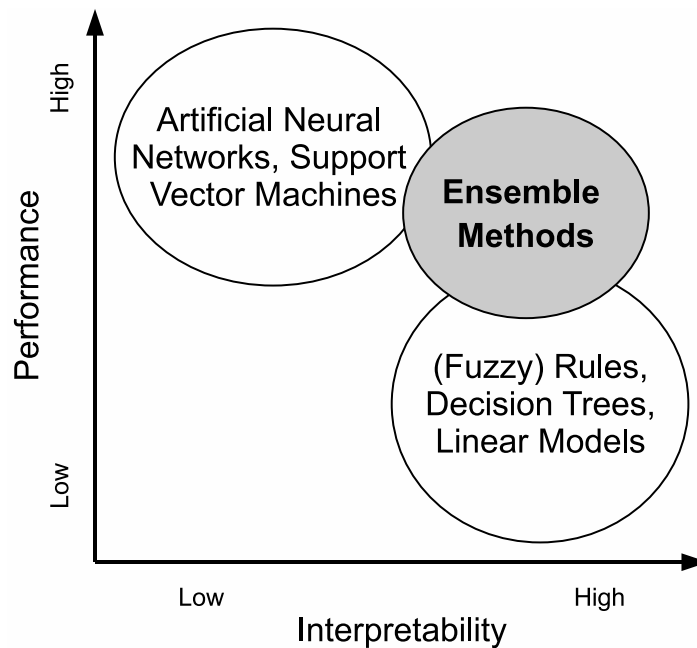 High
Artificial Neural
Networks, Support
Vector Machines
Ensemble
Methods
Performance
(Fuzzy) Rules,
Decision Trees,
Linear Models
Low
Low
High
Interpretability